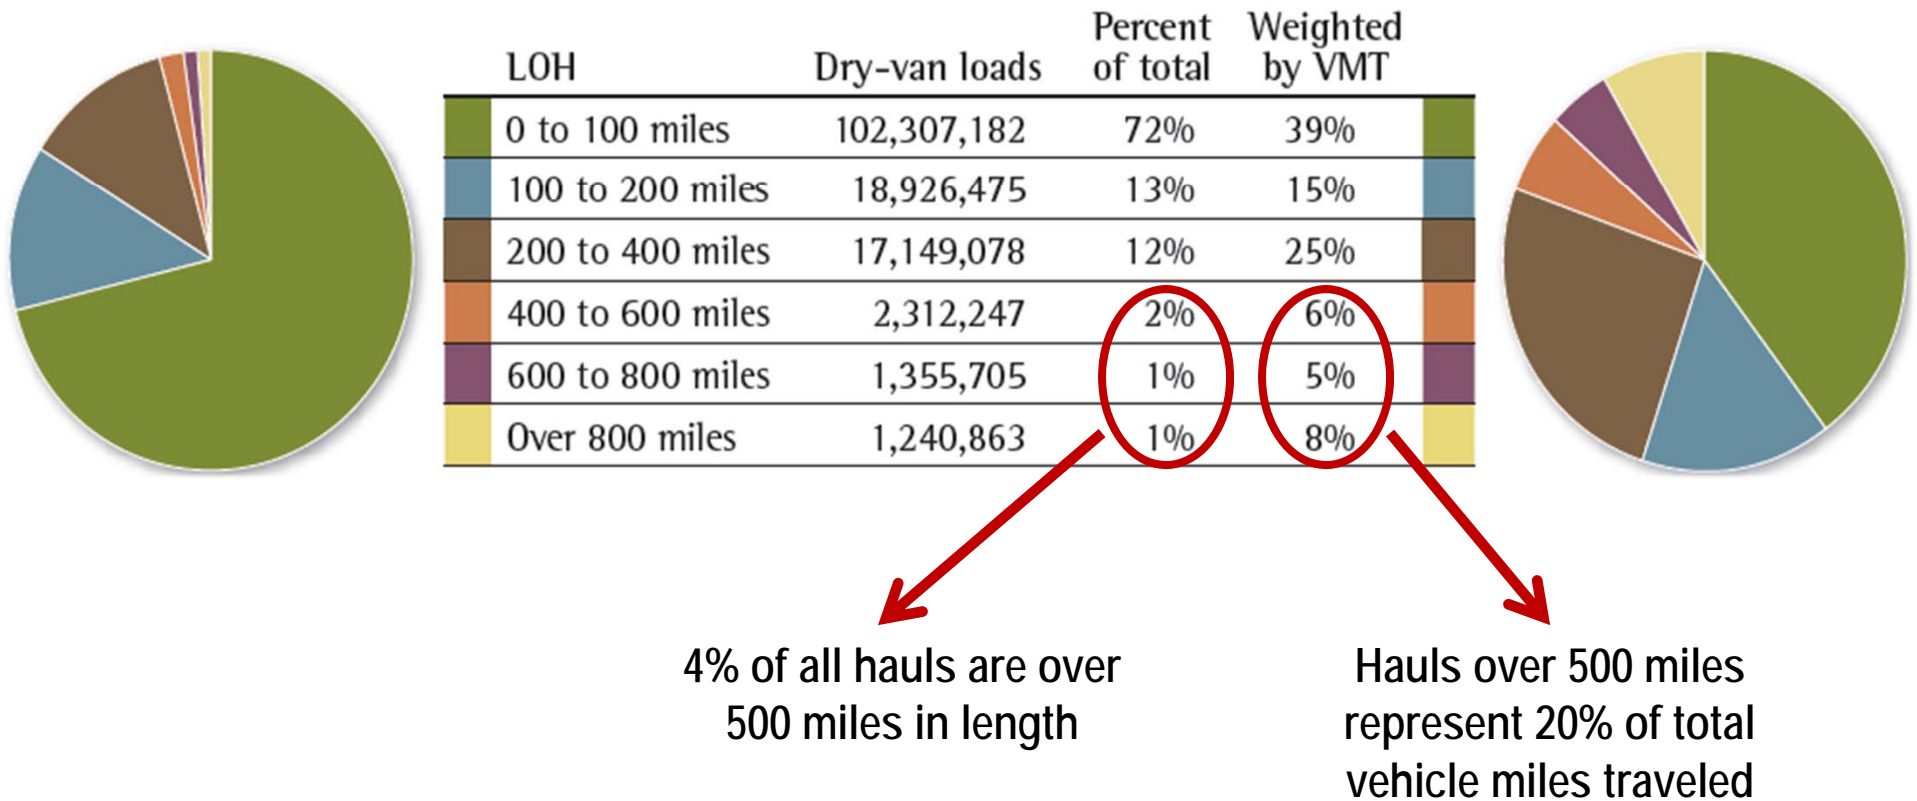 LOH Dry-van loads Percent of total Weighted by VMT
0 to 100 miles 102,307,182 72% 39%
100 to 200 miles 18,926,475 13% 15%
200 to 400 miles 17,149,078 12% 25%
400 to 600 miles 2,312,247 2% 6%
600 to 800 miles 1,355,705 1% 5%
Over 800 miles 1,240,863 1% 8%
4% of all hauls are over
500 miles in length
Hauls over 500 miles
represent 20% of total
vehicle miles traveled